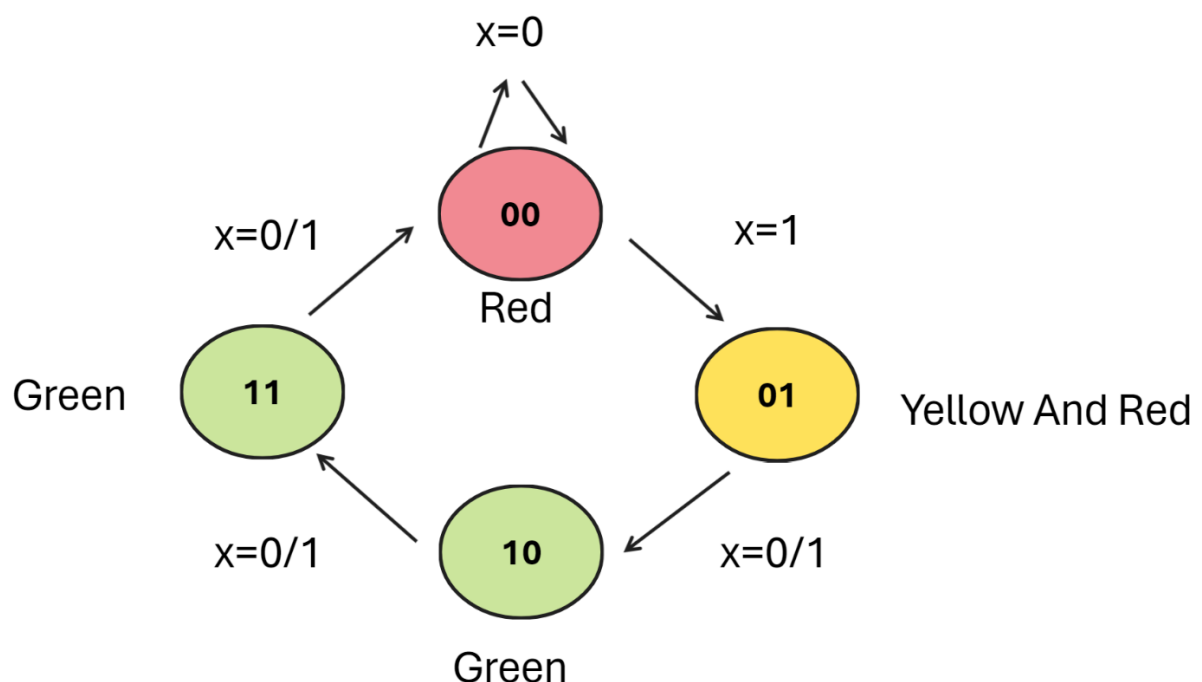 x=0
00
x=0/1
x=1
Red
Green
11
01
Yellow And Red
x=0/1
10
x=0/1
Green